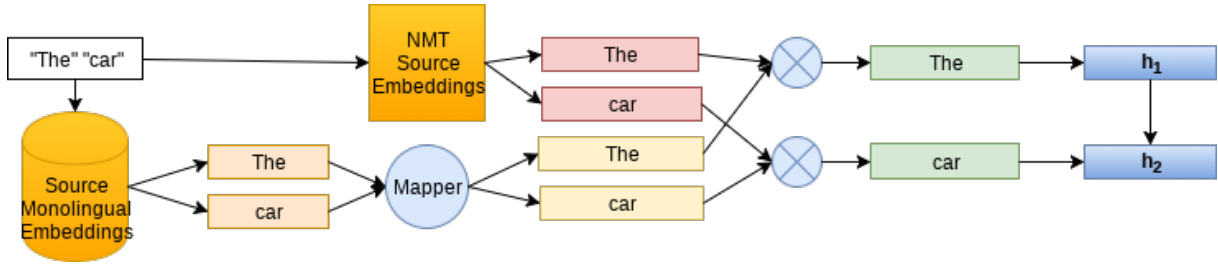 "The" "car"
NMT
Source
Embeddings
The
car
The
h1
Source
Monolingual
Embeddings
The
car
Mapper
The
car
car
h2